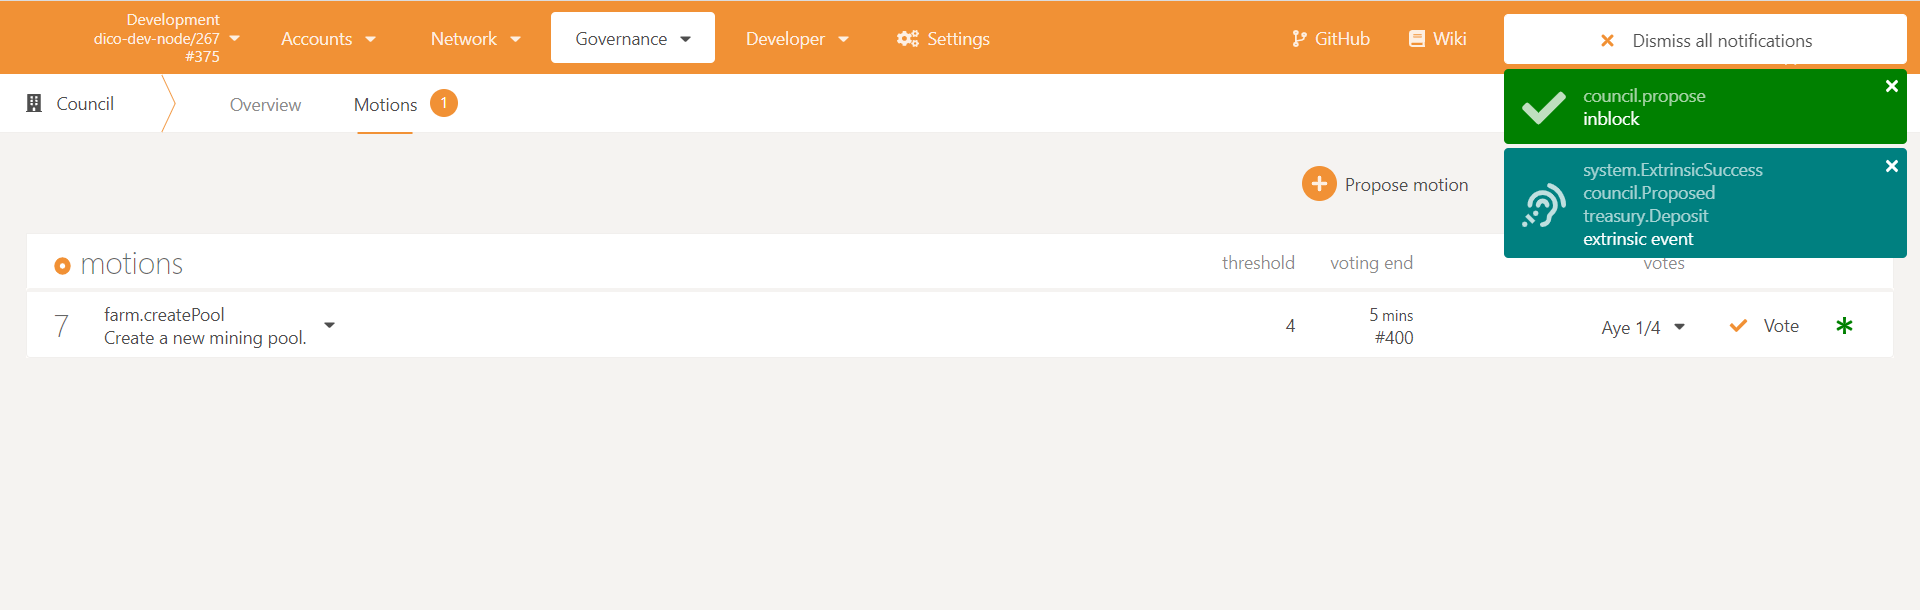 Development
dico-dev-node/267
#375
Accounts
Network
Governance
Developer
Settings
GitHub
Wiki
Dismiss all notifications
Council
Overview
Motions
1
council.propose
inblock
system.ExtrinsicSuccess
council.Proposed
treasury.Deposit
extrinsic event
Propose motion
motions
threshold
voting end
votes
7
farm.createPool
Create a new mining pool.
4
5 mins
#400
Aye 1/4
Vote